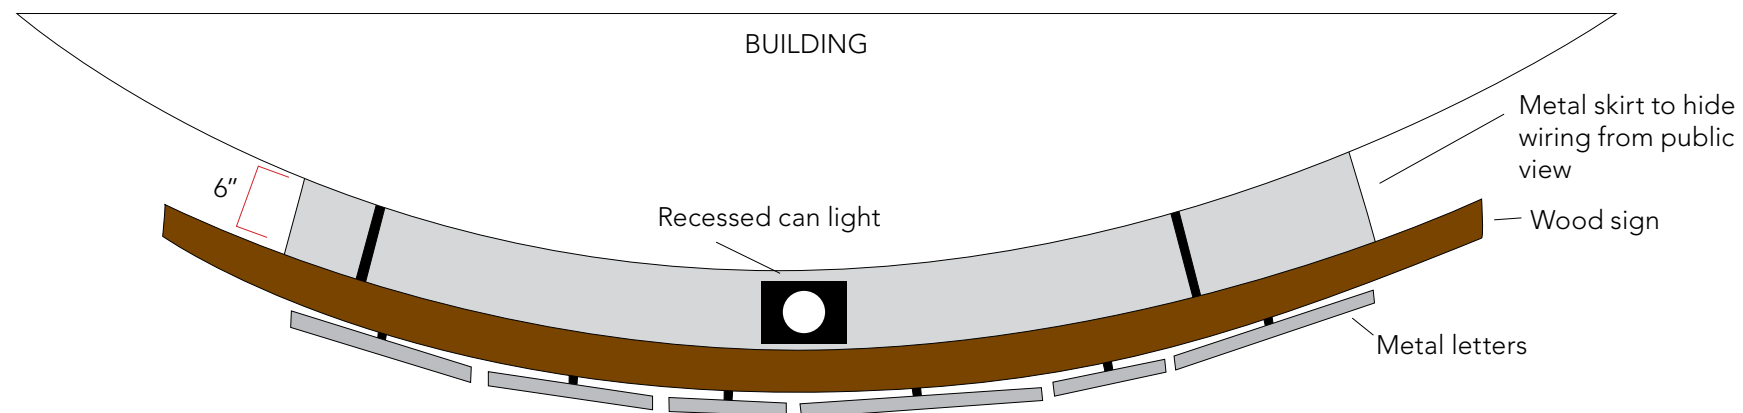 BUILDING
Metal skirt to hide
wiring from public
view
6"
Recessed can light
Wood sign
Metal letters